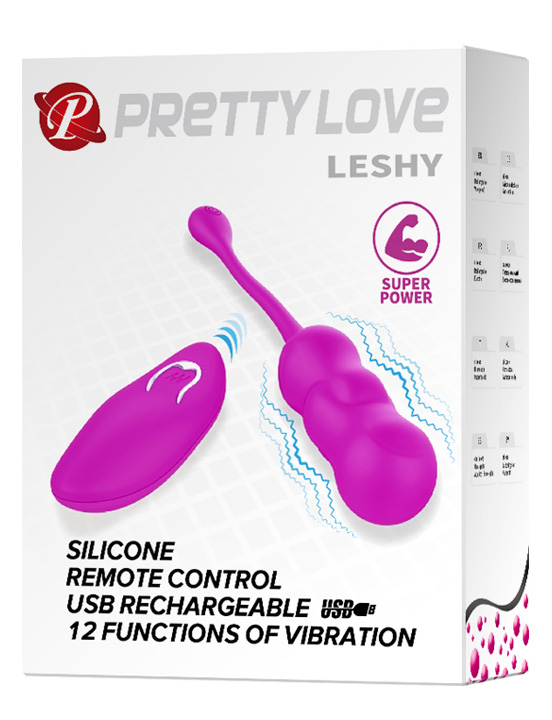 P
PRETTY LOVE
LESHY
SUPER
POWER
SILICONE
REMOTE CONTROL
USB RECHARGEABLE USB
12 FUNCTIONS OF VIBRATION